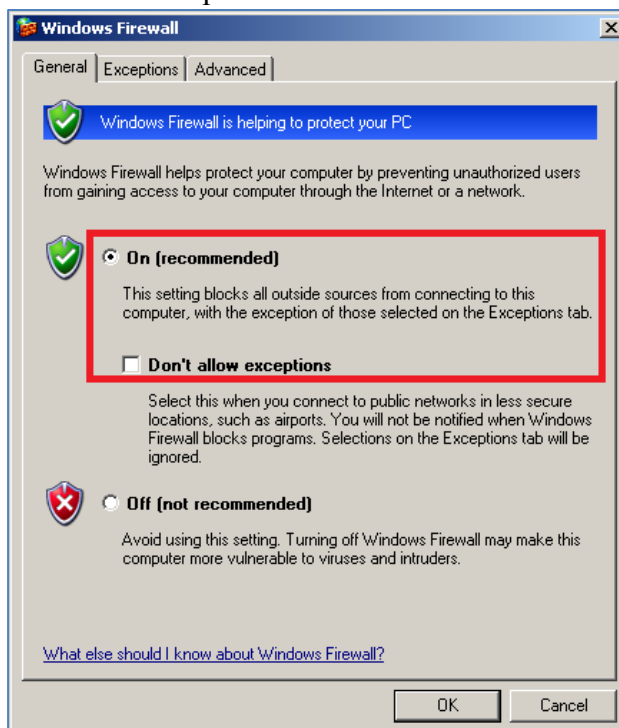 Windows Firewall
General Exceptions Advanced
Windows Firewall is helping to protect your PC
Windows Firewall helps protect your computer by preventing unauthorized users
from gaining access to your computer through the Internet or a network.
On (recommended)
This setting blocks all outside sources from connecting to this
computer, with the exception of those selected on the Exceptions tab.
Don't allow exceptions
Select this when you connect to public networks in less secure
locations, such as airports. You will not be notified when Windows
Firewall blocks programs. Selections on the Exceptions tab will be
ignored.
Off (not recommended)
Avoid using this setting. Turning off Windows Firewall may make this
computer more vulnerable to viruses and intruders.
What else should I know about Windows Firewall?
OK Cancel